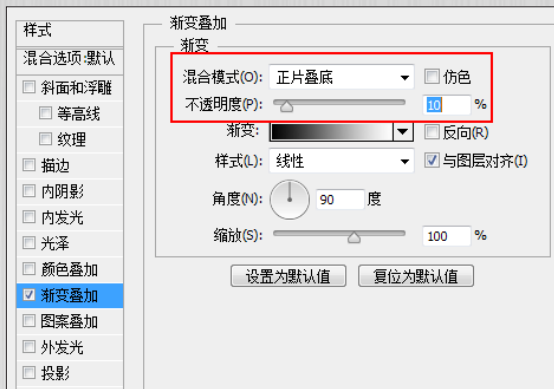 样式
混合选项:默认
斜面和浮雕
等高线
纹理
描边
内阴影
内发光
光泽
颜色叠加
渐变叠加
图案叠加
外发光
投影
渐变叠加
渐变
混合模式(O): 正片叠底 仿色
不透明度(P): 10 %
渐变: 反向(R)
样式(L): 线性 与图层对齐(I)
角度(N): 90 度
缩放(S): 100 %
设置为默认值 复位为默认值